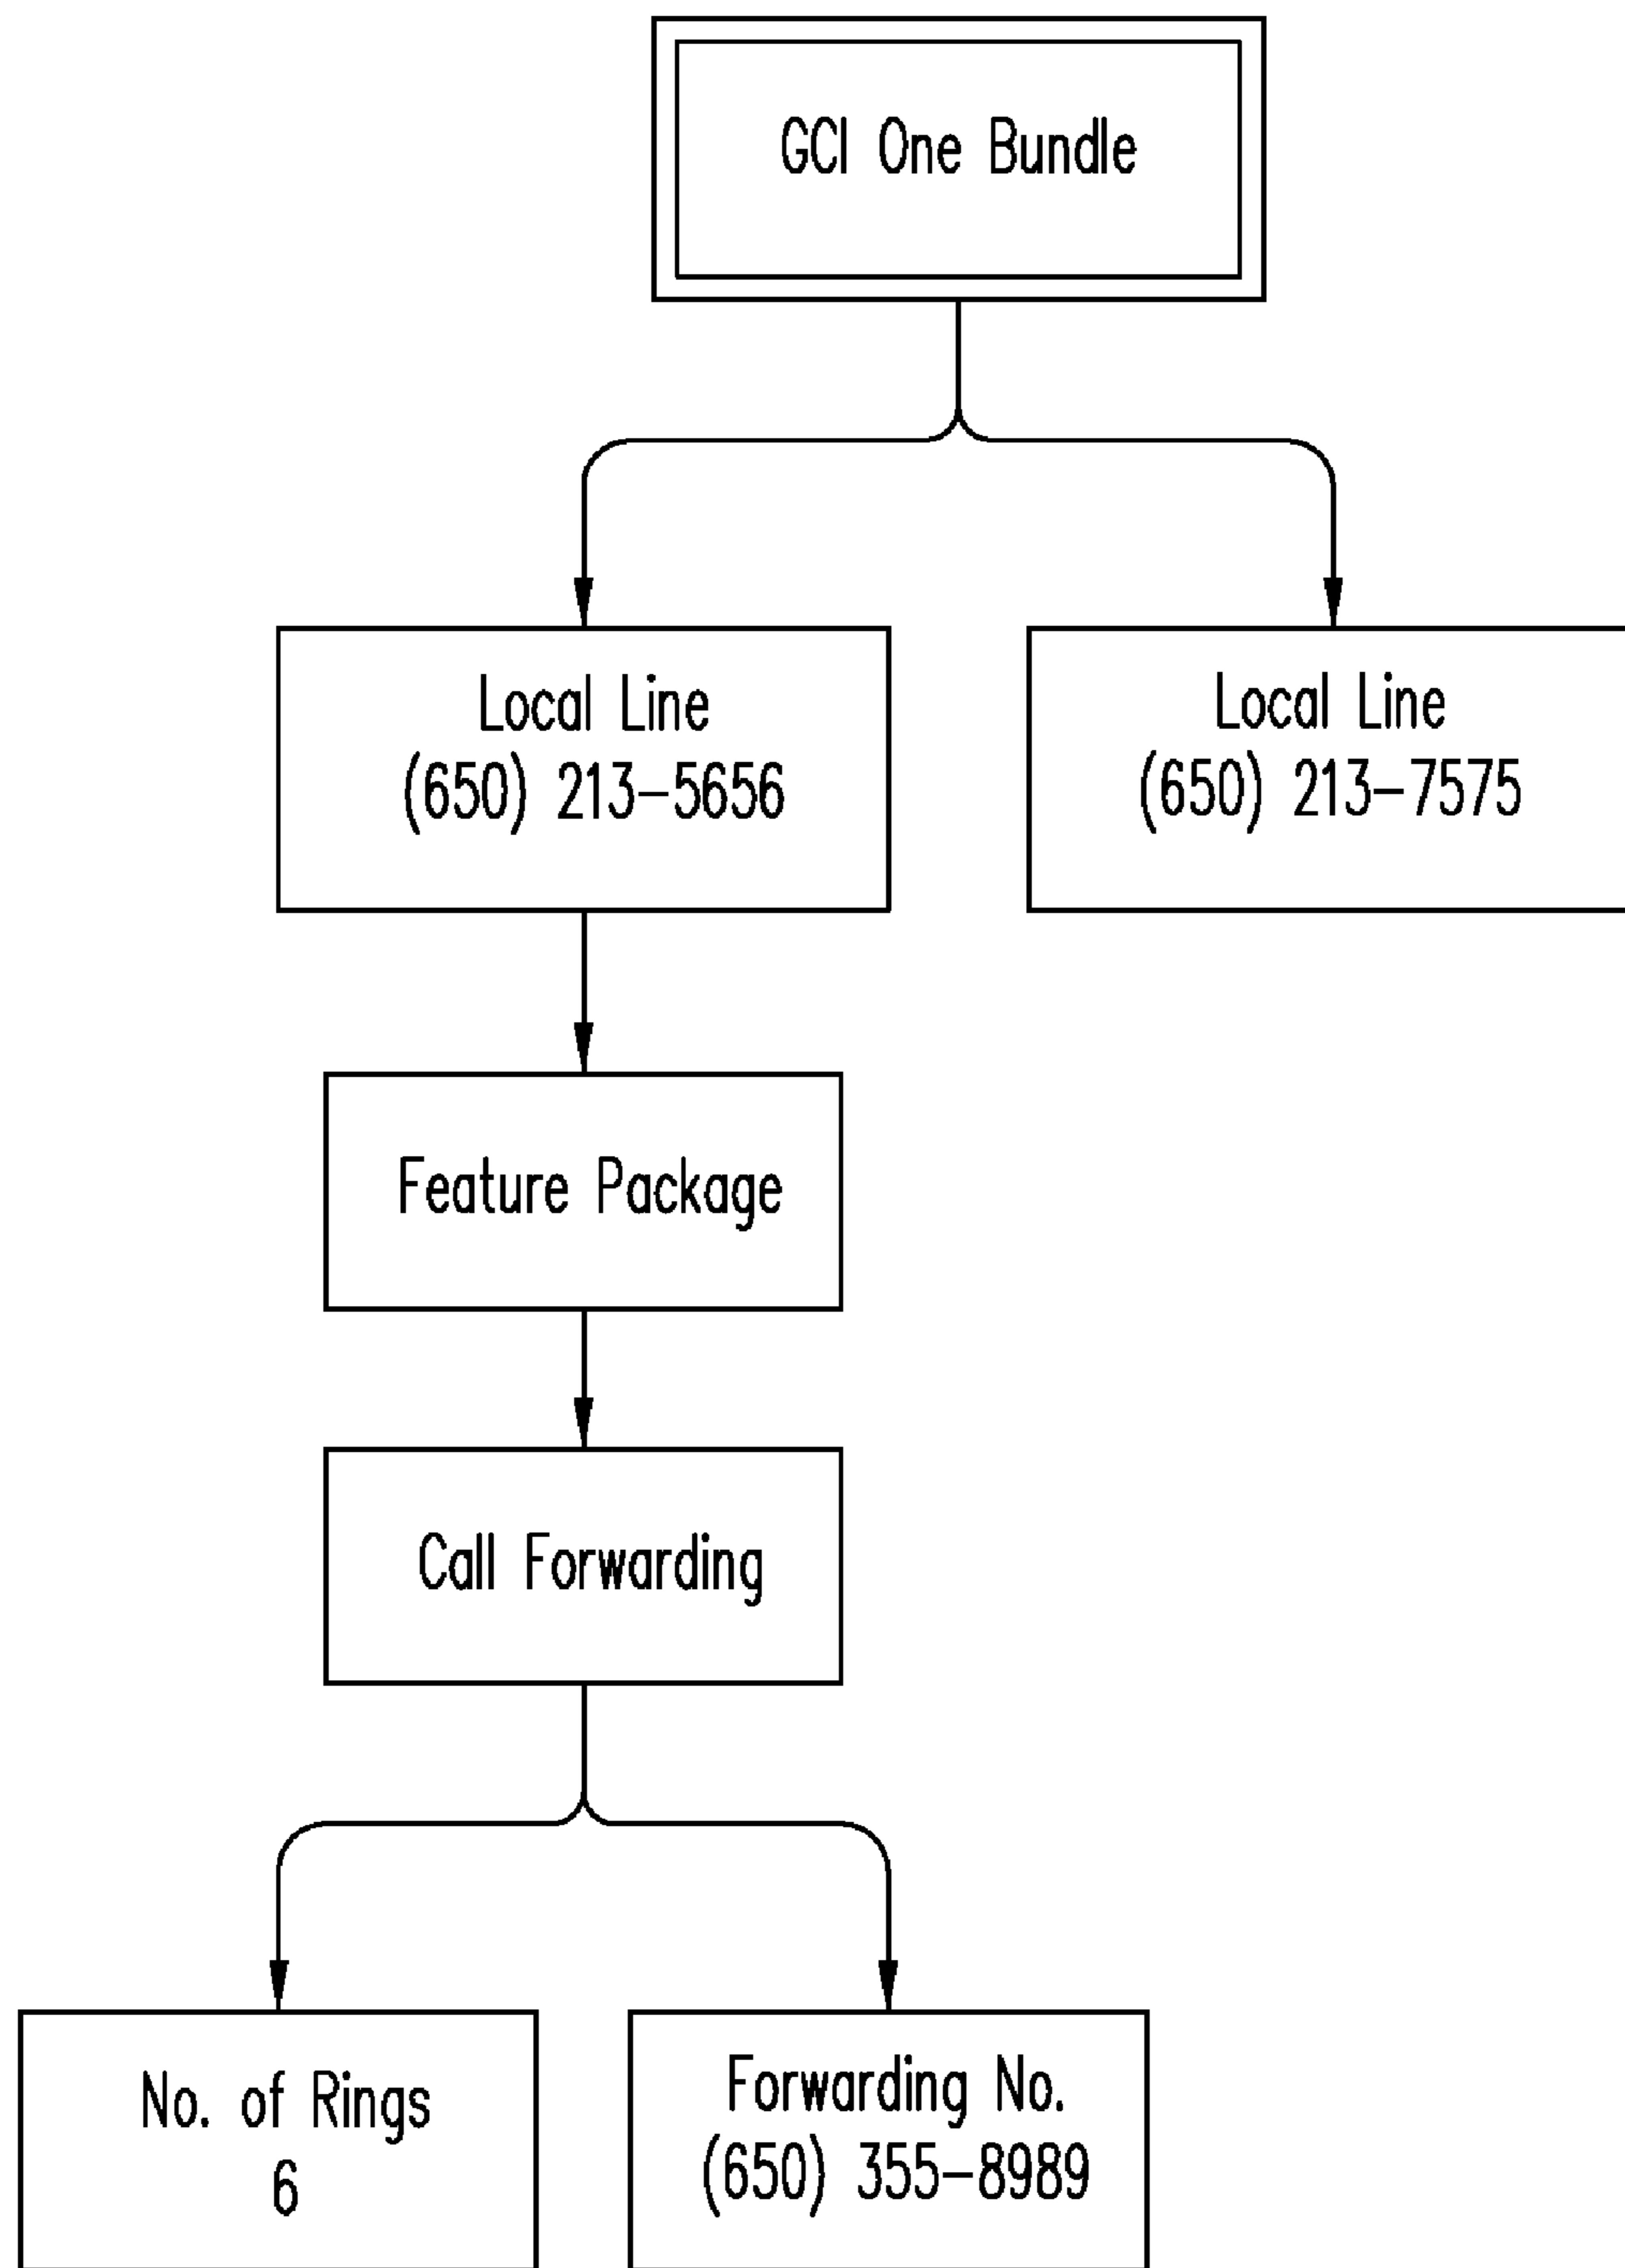 GCI One Bundle
Local Line
(650) 213-5656
Local Line
(650) 213-7575
Feature Package
Call Forwarding
No. of Rings
6
Forwarding No.
(650) 355-8989